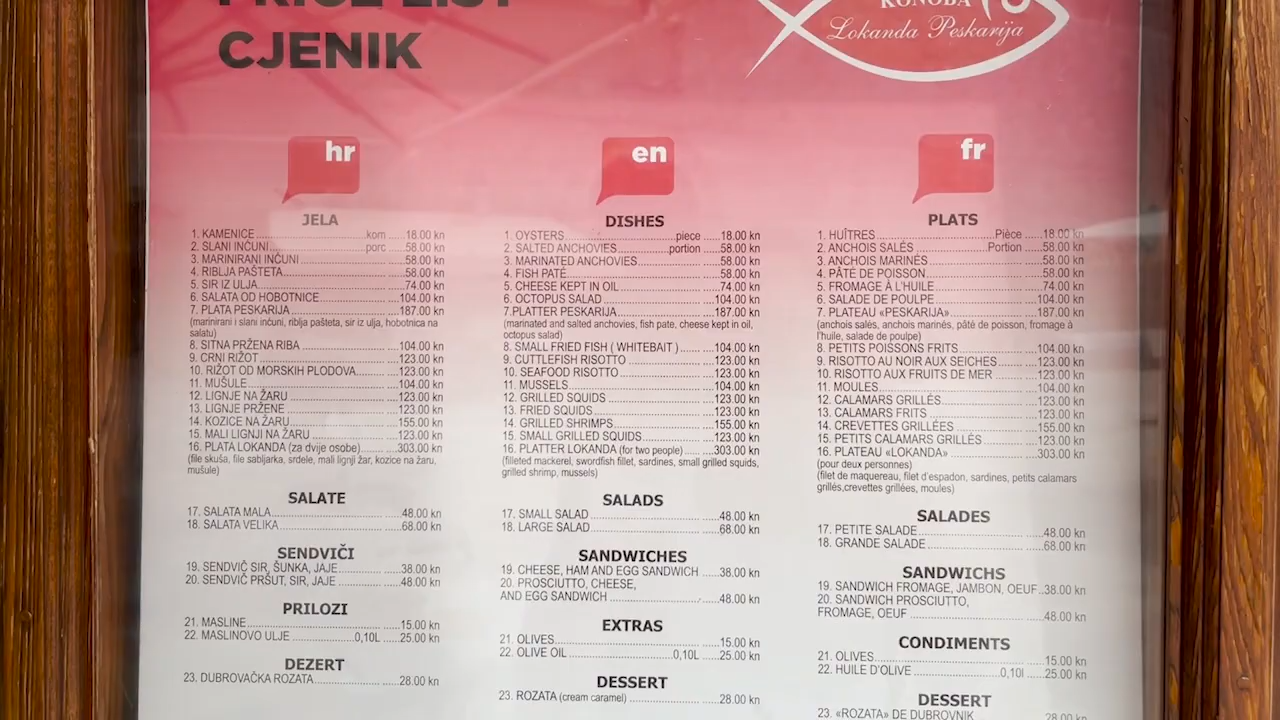 PRICE LIST
CJENIK
KONOBA
Lokanda Peskarija
hr
JELA
1. KAMENICE kom 18.00 kn
2. SLANI INĆUNI porc 58.00 kn
3. MARINIRANI INĆUNI 58.00 kn
4. RIBLJA PAŠTETA 58.00 kn
5. SIR IZ ULJA 74.00 kn
6. SALATA OD HOBOTNICE 104.00 kn
7. PLATA PESKARIJA 187.00 kn
(marinirani i slani inćuni, riblja pašteta, sir iz ulja, hobotnica na
salatu)
8. SITNA PRŽENA RIBA 104.00 kn
9. CRNI RIŽOT 123.00 kn
10. RIŽOT OD MORSKIH PLODOVA 123.00 kn
11. MUŠULE 104.00 kn
12. LIGNJE NA ŽARU 123.00 kn
13. LIGNJE PRŽENE 123.00 kn
14. KOZICE NA ŽARU 155.00 kn
15. MALI LIGNJI NA ŽARU 123.00 kn
16. PLATA LOKANDA (za dvije osobe) 303.00 kn
(file skuša, file sabljarka, srdele, mali lignji žar, kozice na žaru,
mušule)
SALATE
17. SALATA MALA 48.00 kn
18. SALATA VELIKA 68.00 kn
SENDVIČI
19. SENDVIČ SIR, ŠUNKA, JAJE 38.00 kn
20. SENDVIČ PRŠUT, SIR, JAJE 48.00 kn
PRILOZI
21. MASLINE 15.00 kn
22. MASLINOVO ULJE 0,10L 25.00 kn
DEZERT
23. DUBROVAČKA ROZATA 28.00 kn
en
DISHES
1. OYSTERS piece 18.00 kn
2. SALTED ANCHOVIES portion 58.00 kn
3. MARINATED ANCHOVIES 58.00 kn
4. FISH PATÉ 58.00 kn
5. CHEESE KEPT IN OIL 74.00 kn
6. OCTOPUS SALAD 104.00 kn
7.PLATTER PESKARIJA 187.00 kn
(marinated and salted anchovies, fish pate, cheese kept in oil,
octopus salad)
8. SMALL FRIED FISH ( WHITEBAIT ) 104.00 kn
9. CUTTLEFISH RISOTTO 123.00 kn
10. SEAFOOD RISOTTO 123.00 kn
11. MUSSELS 104.00 kn
12. GRILLED SQUIDS 123.00 kn
13. FRIED SQUIDS 123.00 kn
14. GRILLED SHRIMPS 155.00 kn
15. SMALL GRILLED SQUIDS 123.00 kn
16. PLATTER LOKANDA (for two people) 303.00 kn
(filleted mackerel, swordfish fillet, sardines, small grilled squids,
grilled shrimp, mussels)
SALADS
17. SMALL SALAD 48.00 kn
18. LARGE SALAD 68.00 kn
SANDWICHES
19. CHEESE, HAM AND EGG SANDWICH 38.00 kn
20. PROSCIUTTO, CHEESE,
AND EGG SANDWICH 48.00 kn
EXTRAS
21. OLIVES 15.00 kn
22. OLIVE OIL 0,10L 25.00 kn
DESSERT
23. ROZATA (cream caramel) 28.00 kn
fr
PLATS
1. HUÎTRES Pièce 18.00 kn
2. ANCHOIS SALÉS Portion 58.00 kn
3. ANCHOIS MARINÉS 58.00 kn
4. PÂTÉ DE POISSON 58.00 kn
5. FROMAGE À L'HUILE 74.00 kn
6. SALADE DE POULPE 104.00 kn
7. PLATEAU «PESKARIJA» 187.00 kn
(anchois salés, anchois marinés, pâté de poisson, fromage à
l'huile, salade de poulpe)
8. PETITS POISSONS FRITS 104.00 kn
9. RISOTTO AU NOIR AUX SEICHES 123.00 kn
10. RISOTTO AUX FRUITS DE MER 123.00 kn
11. MOULES 104.00 kn
12. CALAMARS GRILLÉS 123.00 kn
13. CALAMARS FRITS 123.00 kn
14. CREVETTES GRILLÉES 155.00 kn
15. PETITS CALAMARS GRILLÉS 123.00 kn
16. PLATEAU «LOKANDA» 303.00 kn
(pour deux personnes)
(filet de maquereau, filet d'espadon, sardines, petits calamars
grillés,crevettes grillées, moules)
SALADES
17. PETITE SALADE 48.00 kn
18. GRANDE SALADE 68.00 kn
SANDWICHS
19. SANDWICH FROMAGE, JAMBON, OEUF 38.00 kn
20. SANDWICH PROSCIUTTO,
FROMAGE, OEUF 48.00 kn
CONDIMENTS
21. OLIVES 15.00 kn
22. HUILE D'OLIVE 0,10l 25.00 kn
DESSERT
23. «ROZATA» DE DUBROVNIK 28.00 kn